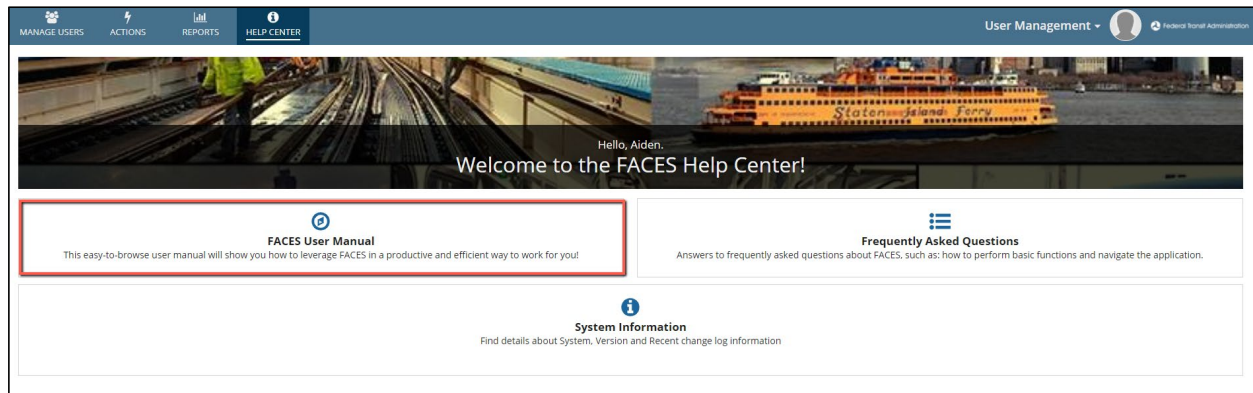 MANAGE USERS
ACTIONS
REPORTS
HELP CENTER
User Management
Federal Transit Administration
Staten Island Ferry
Hello, Aiden.
Welcome to the FACES Help Center!
FACES User Manual
This easy-to-browse user manual will show you how to leverage FACES in a productive and efficient way to work for you!
Frequently Asked Questions
Answers to frequently asked questions about FACES, such as: how to perform basic functions and navigate the application.
System Information
Find details about System, Version and Recent change log information